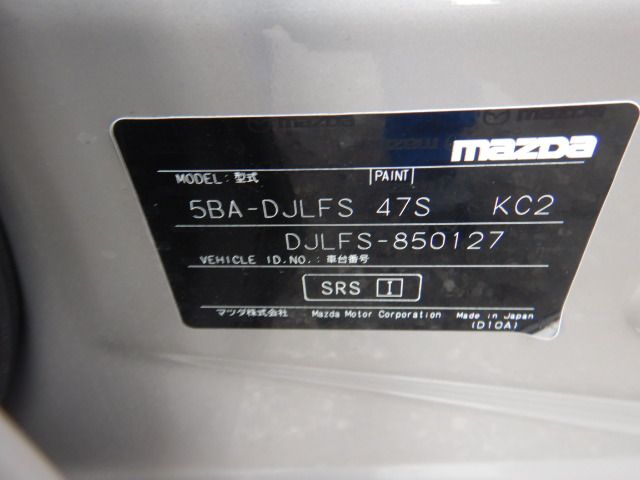 mazda
MODEL:型式 PAINT
5BA-DJLFS 47S KC2
DJLFS-850127
VEHICLE ID.NO.:車台番号
SRS I
マツダ株式会社 Mazda Motor Corporation Made in Japan
(D10A)